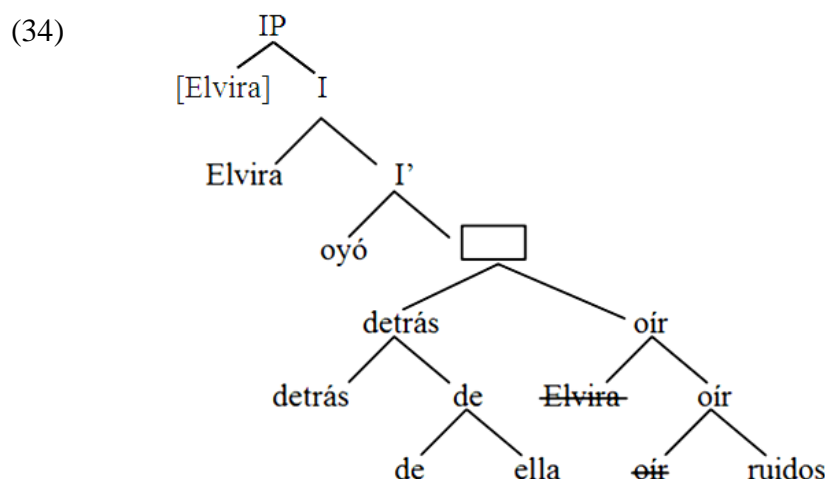 (34)
IP
[Elvira] I
Elvira I’
oyó
detrás oír
detrás de Elvira oír
de ella oír ruidos